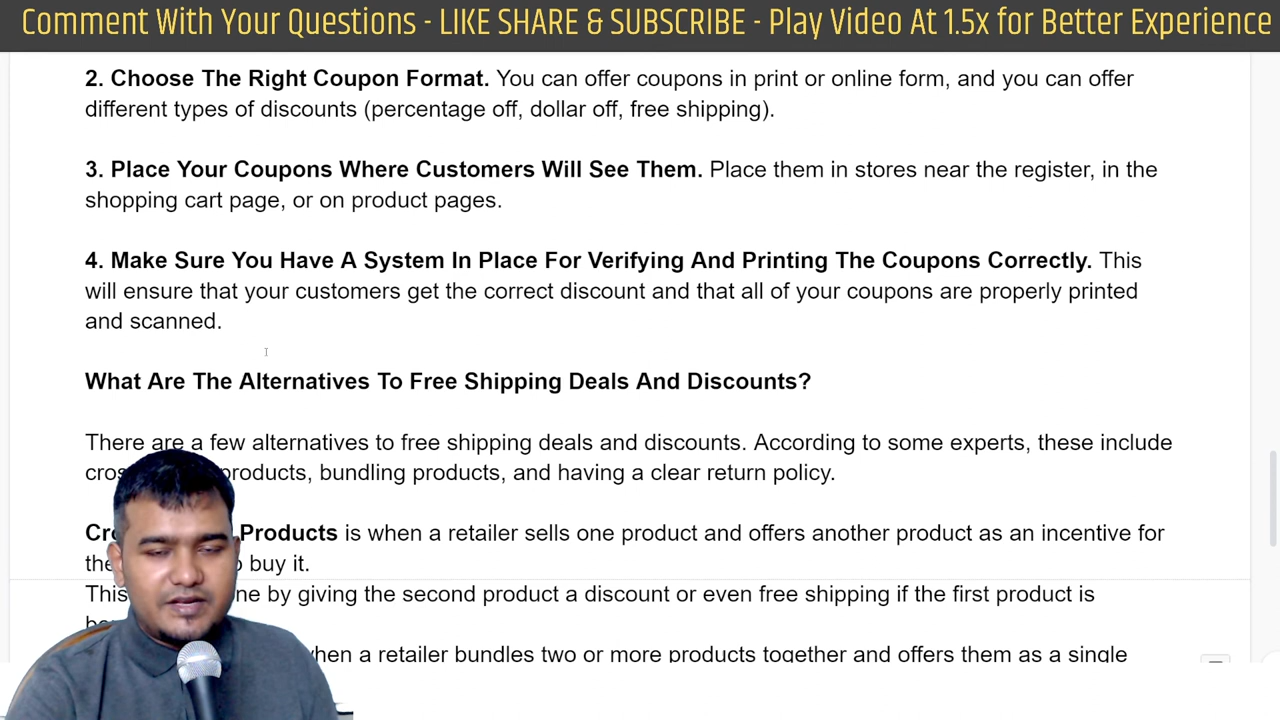 Comment With Your Questions - LIKE SHARE & SUBSCRIBE - Play Video At 1.5x for Better Experience
2. Choose The Right Coupon Format. You can offer coupons in print or online form, and you can offer
different types of discounts (percentage off, dollar off, free shipping).
3. Place Your Coupons Where Customers Will See Them. Place them in stores near the register, in the
shopping cart page, or on product pages.
4. Make Sure You Have A System In Place For Verifying And Printing The Coupons Correctly. This
will ensure that your customers get the correct discount and that all of your coupons are properly printed
and scanned.
What Are The Alternatives To Free Shipping Deals And Discounts?
There are a few alternatives to free shipping deals and discounts. According to some experts, these include
products, bundling products, and having a clear return policy.
Products is when a retailer sells one product and offers another product as an incentive for
buy it.
This by giving the second product a discount or even free shipping if the first product is
when a retailer bundles two or more products together and offers them as a single